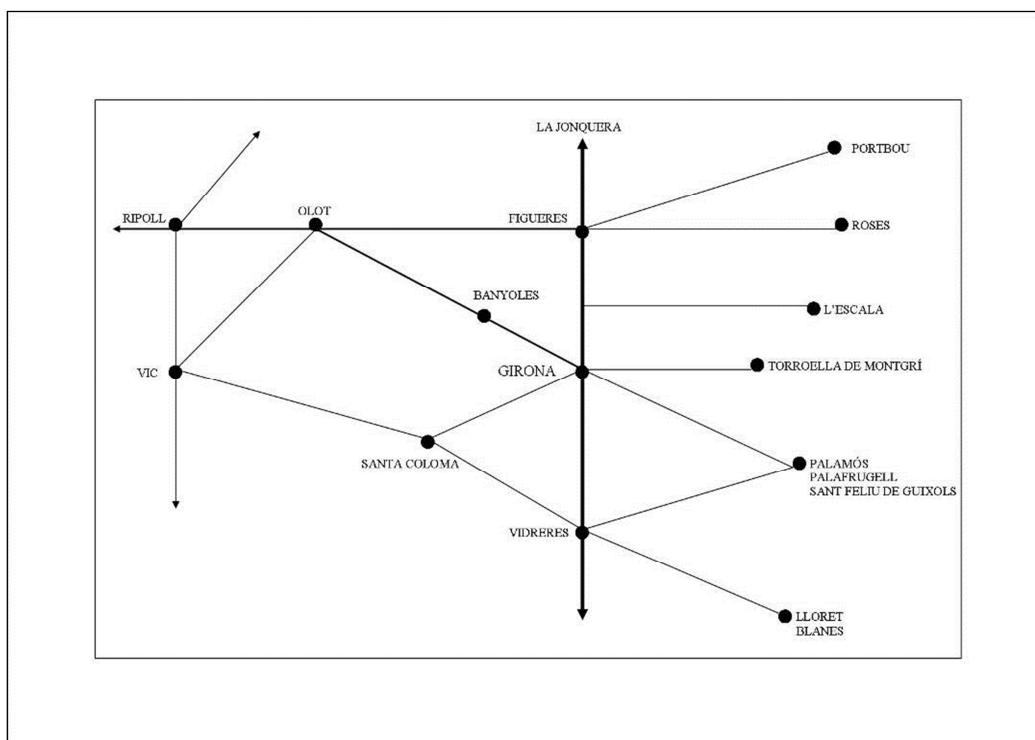 LA JONQUERA
PORTBOU
RIPOLL
OLOT
FIGUERES
ROSES
BANYOLES
L'ESCALA
VIC
GIRONA
TORROELLA DE MONTGRÍ
SANTA COLOMA
PALAMÓS
PALAFRUGELL
SANT FELIU DE GUIXOLS
VIDRERES
LLORET
BLANES